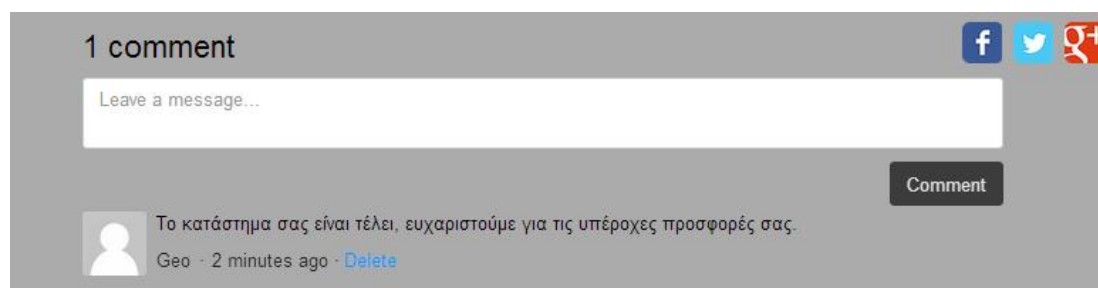 1 comment
Leave a message...
Comment
Το κατάστημα σας είναι τέλει, ευχαριστούμε για τις υπέροχες προσφορές σας.
Geo · 2 minutes ago · Delete